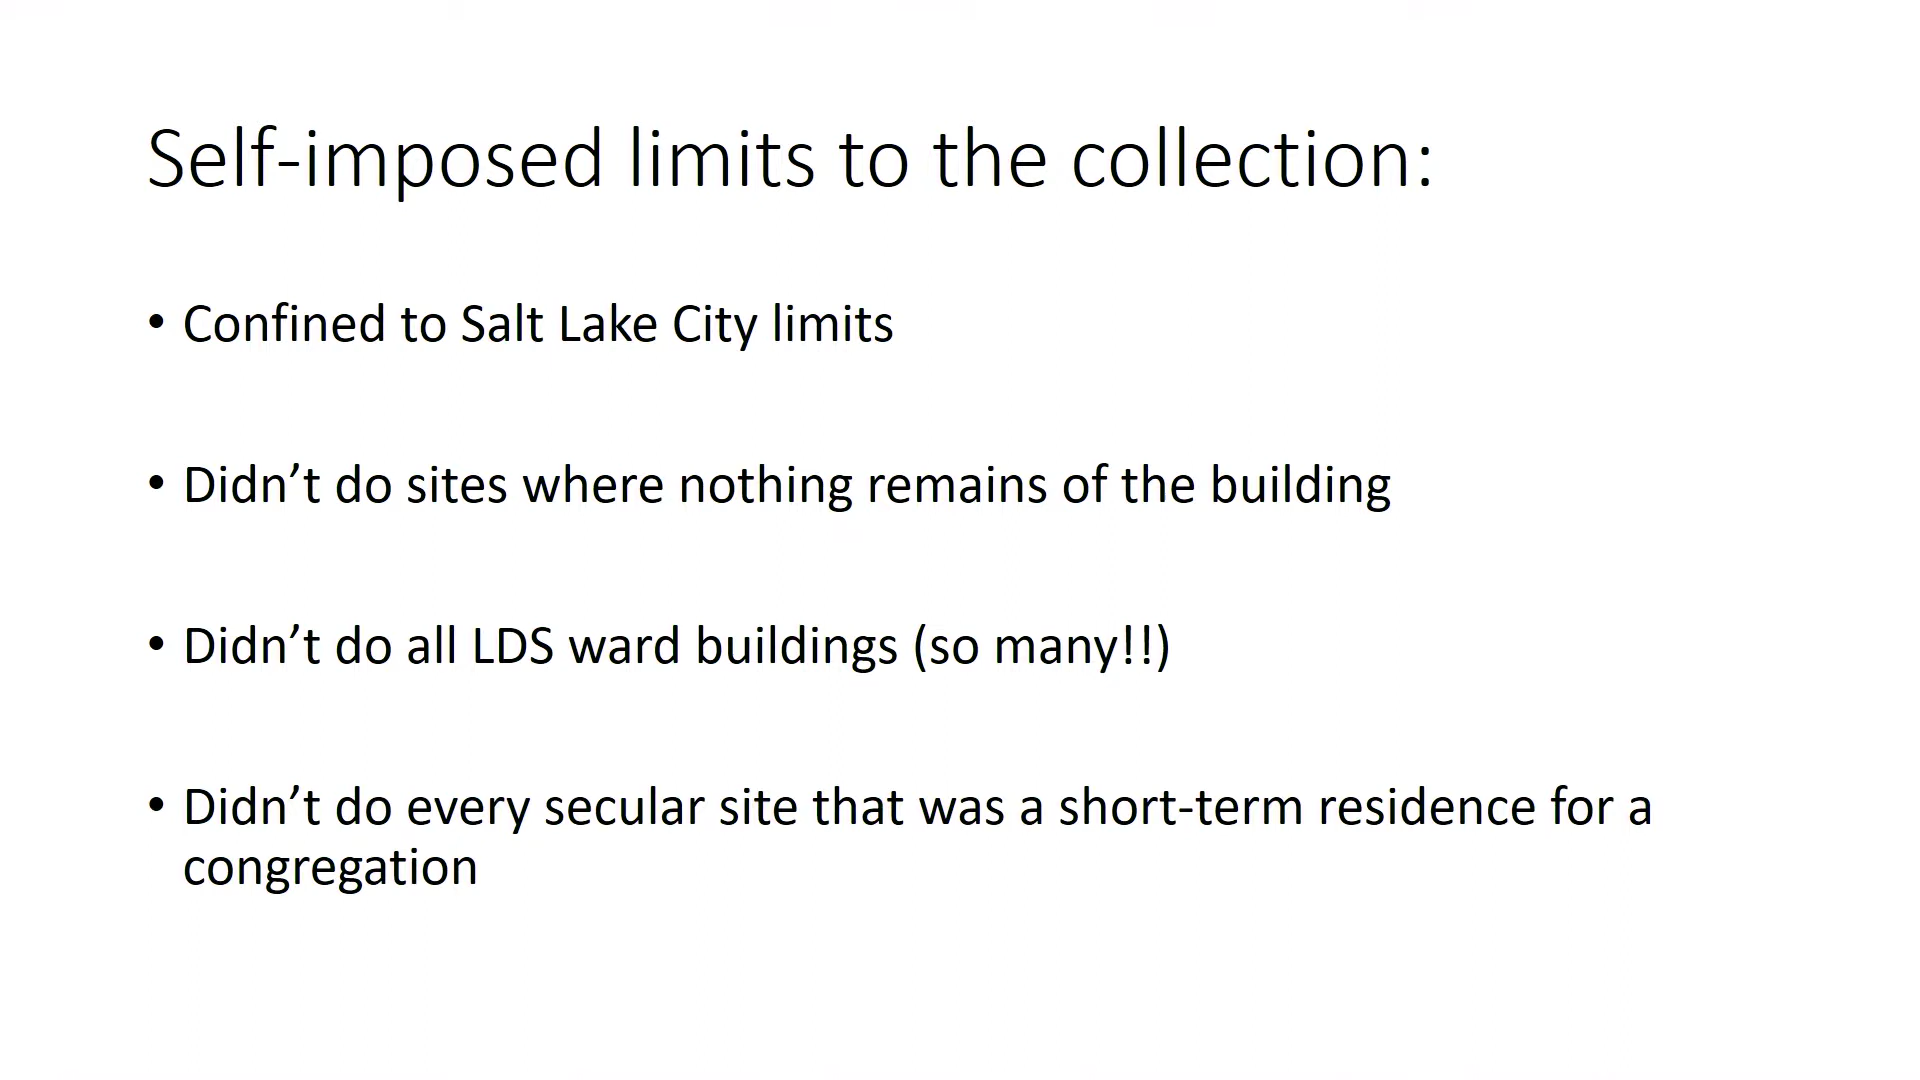 Self-imposed limits to the collection:
• Confined to Salt Lake City limits
• Didn’t do sites where nothing remains of the building
• Didn’t do all LDS ward buildings (so many!!)
• Didn’t do every secular site that was a short-term residence for a
congregation